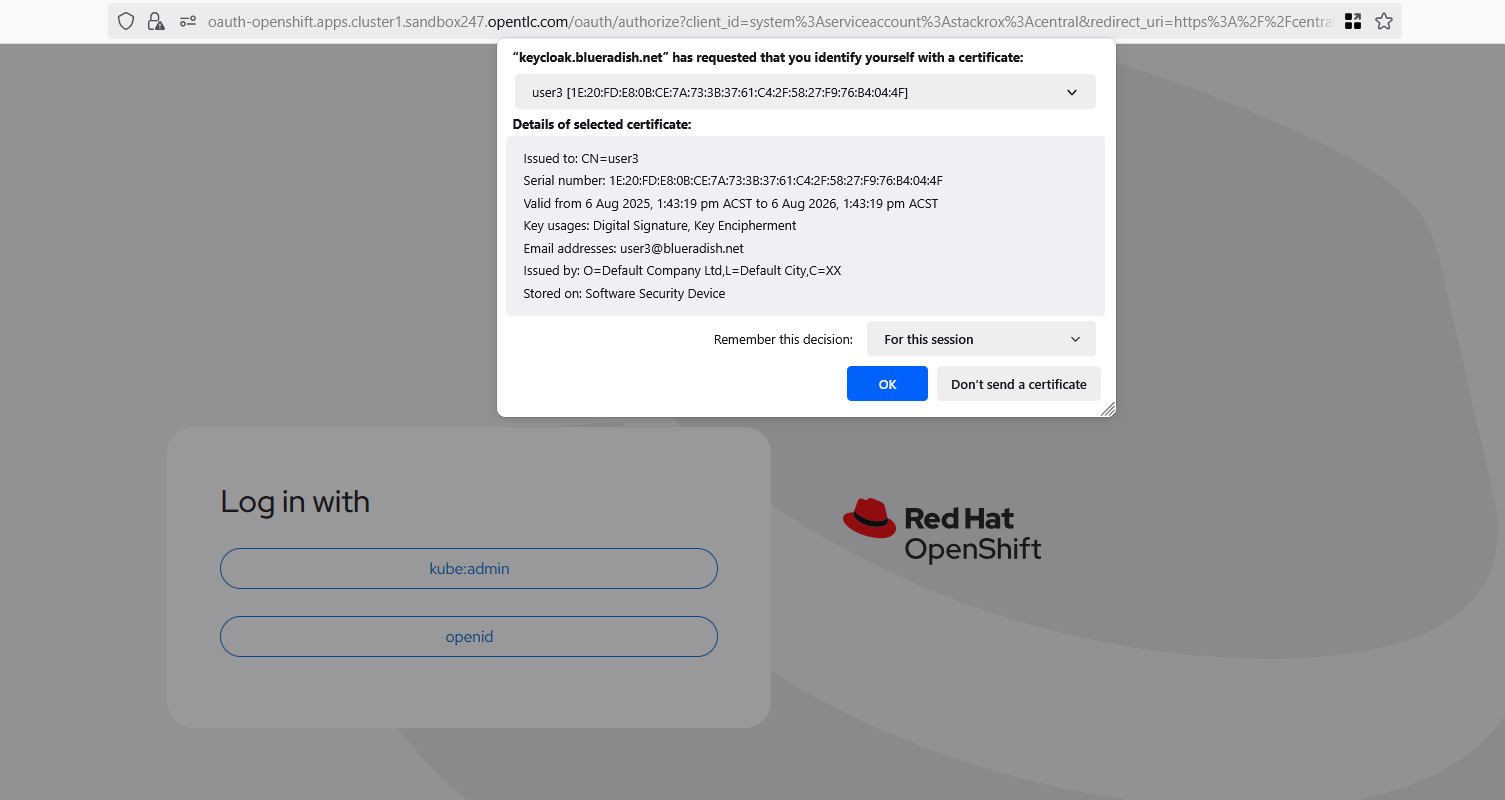 oauth-openshift.apps.cluster1.sandbox247.opentlc.com/oauth/authorize?client_id=system%3Aserviceaccount%3Astackrox%3Acentral&redirect_uri=https%3A%2F%2Fcentra
“keycloak.blueradish.net” has requested that you identify yourself with a certificate:
user3 [1E:20:FD:E8:0B:CE:7A:73:3B:37:61:C4:2F:58:27:F9:76:B4:04:4F]
Details of selected certificate:
Issued to: CN=user3
Serial number: 1E:20:FD:E8:0B:CE:7A:73:3B:37:61:C4:2F:58:27:F9:76:B4:04:4F
Valid from 6 Aug 2025, 1:43:19 pm ACST to 6 Aug 2026, 1:43:19 pm ACST
Key usages: Digital Signature, Key Encipherment
Email addresses: user3@blueradish.net
Issued by: O=Default Company Ltd,L=Default City,C=XX
Stored on: Software Security Device
Remember this decision: For this session
OK Don’t send a certificate
Log in with
kube:admin
openid
Red Hat
OpenShift